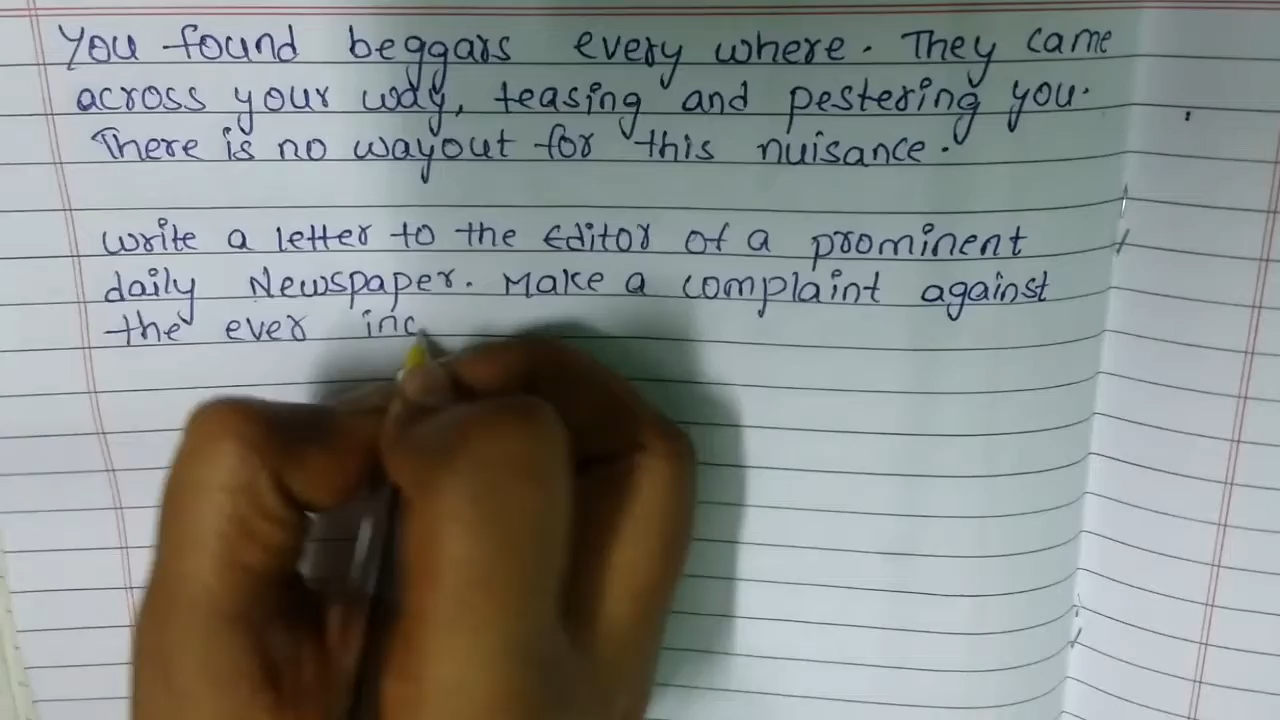 You found beggars every where. They came
across your way, teasing and pestering you.
There is no wayout for this nuisance.
Write a letter to the Editor of a prominent
daily Newspaper. Make a complaint against
the ever inc